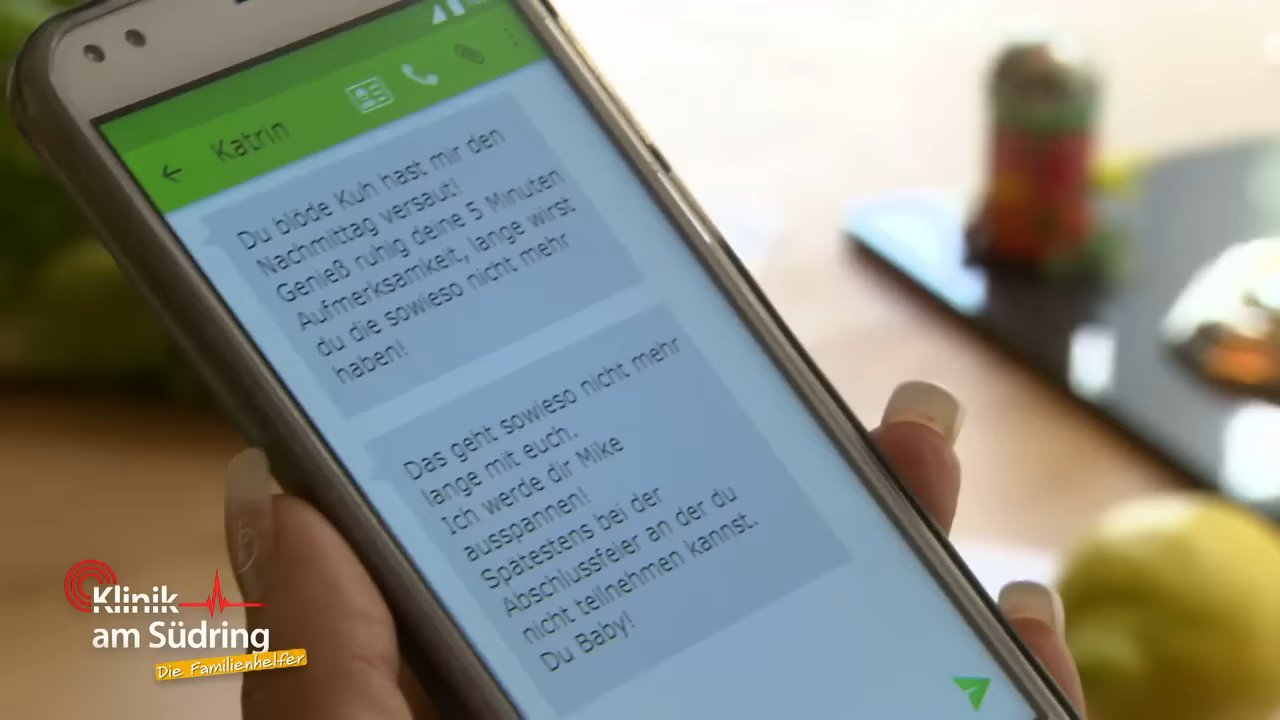 Katrin
Du blöde Kuh hast mir den
Nachmittag versaut!
Genieß ruhig deine 5 Minuten
Aufmerksamkeit, lange wirst
du die sowieso nicht mehr
haben!
Das geht sowieso nicht mehr
lange mit euch.
Ich werde dir Mike
ausspannen!
Spätestens bei der
Abschlussfeier an der du
nicht teilnehmen kannst.
Du Baby!
Klinik
am Südring
Die Familienhelfer